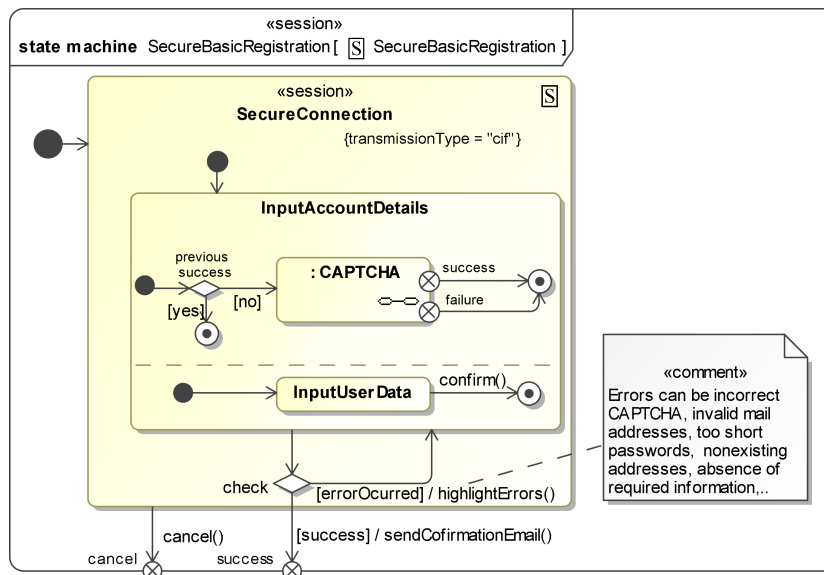 «session»
state machine SecureBasicRegistration [ S SecureBasicRegistration ]
«session»
S
SecureConnection
{transmissionType = "cif"}
InputAccountDetails
previous
success
: CAPTCHA
success
[yes]
[no]
failure
InputUserData
confirm()
«comment»
Errors can be incorrect
CAPTCHA, invalid mail
addresses, too short
passwords, nonexisting
addresses, absence of
required information,..
check
[errorOcurred] / highlightErrors()
cancel()
[success] / sendCofirmationEmail()
cancel
success